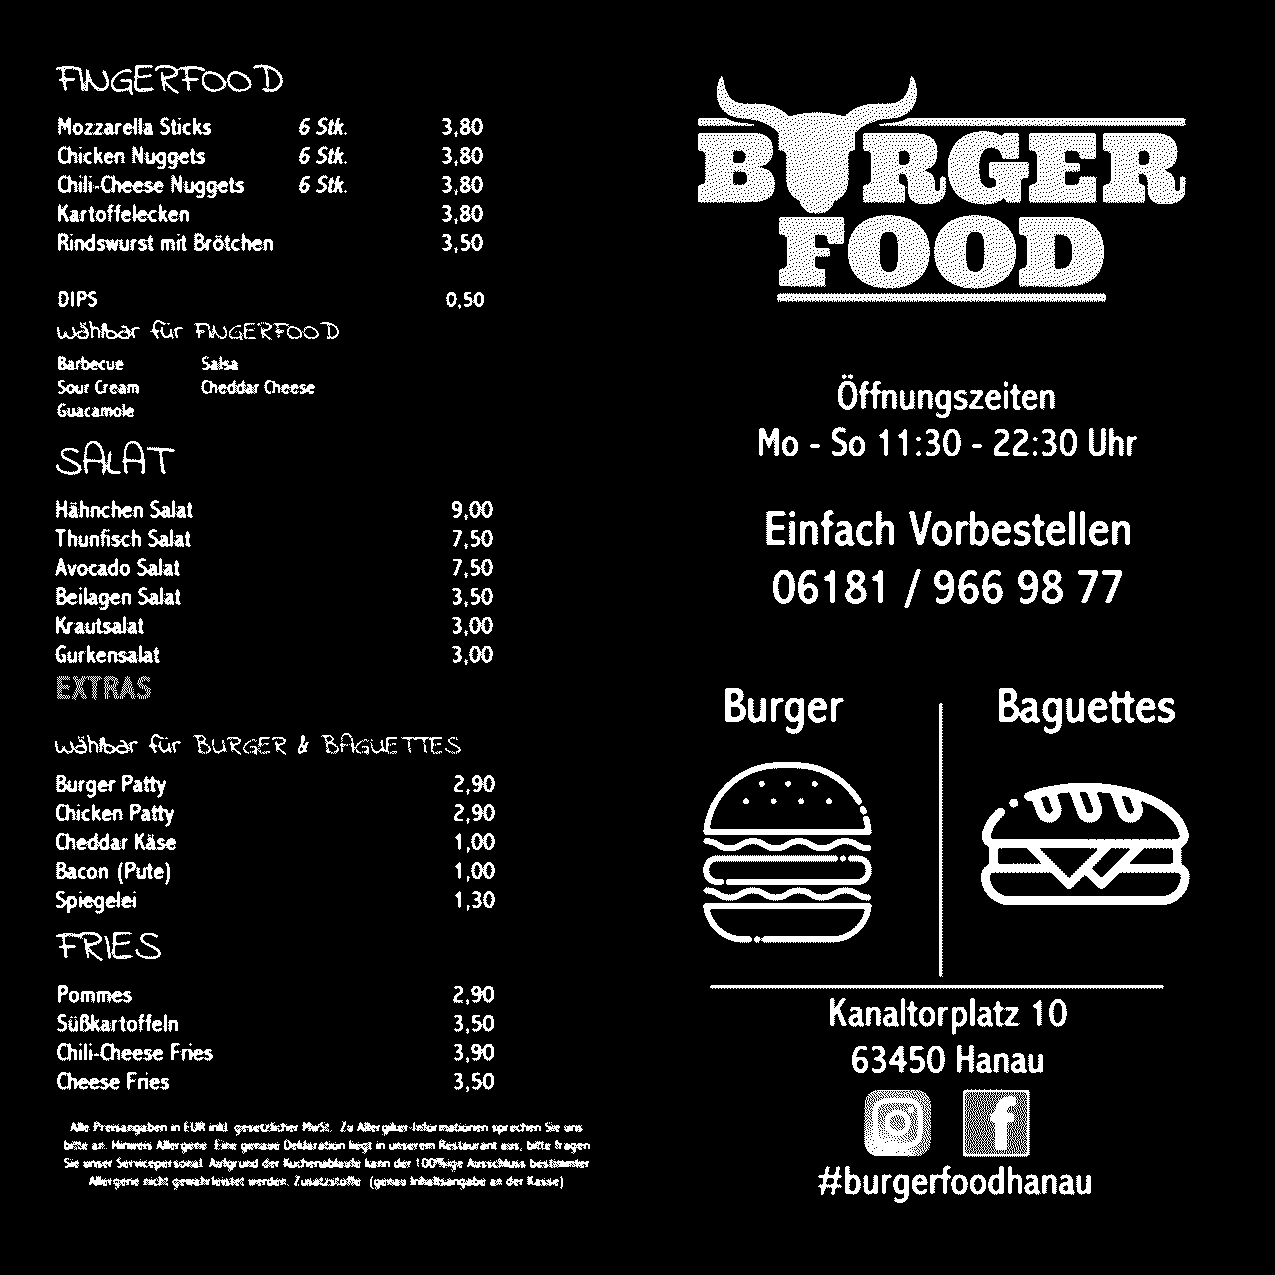 FINGERFOOD
Mozzarella Sticks 6 Stk. 3,80
Chicken Nuggets 6 Stk. 3,80
Chili-Cheese Nuggets 6 Stk. 3,80
Kartoffelecken 3,80
Rindswurst mit Brötchen 3,50
DIPS 0,50
wählbar für FINGERFOOD
Barbecue Salsa
Sour Cream Cheddar Cheese
Guacamole
SALAT
Hähnchen Salat 9,00
Thunfisch Salat 7,50
Avocado Salat 7,50
Beilagen Salat 3,50
Krautsalat 3,00
Gurkensalat 3,00
EXTRAS
wählbar für BURGER & BAGUETTES
Burger Patty 2,90
Chicken Patty 2,90
Cheddar Käse 1,00
Bacon (Pute) 1,00
Spiegelei 1,30
FRIES
Pommes 2,90
Süßkartoffeln 3,50
Chili-Cheese Fries 3,90
Cheese Fries 3,50
Alle Preisangaben in EUR inkl. gesetzlicher MwSt. Zu Allergiker-Informationen sprechen Sie uns
bitte an. Hinweis Allergene: Eine genaue Deklaration liegt in unserem Restaurant aus, bitte fragen
Sie unser Servicepersonal. Aufgrund der Küchenabläufe kann der 100%ige Ausschluss bestimmter
Allergene nicht gewährleistet werden. Zusatzstoffe (genau Inhaltsangabe an der Kasse)
BURGER
FOOD
Öffnungszeiten
Mo - So 11:30 - 22:30 Uhr
Einfach Vorbestellen
06181 / 966 98 77
Burger
Baguettes
Kanaltorplatz 10
63450 Hanau
#burgerfoodhanau